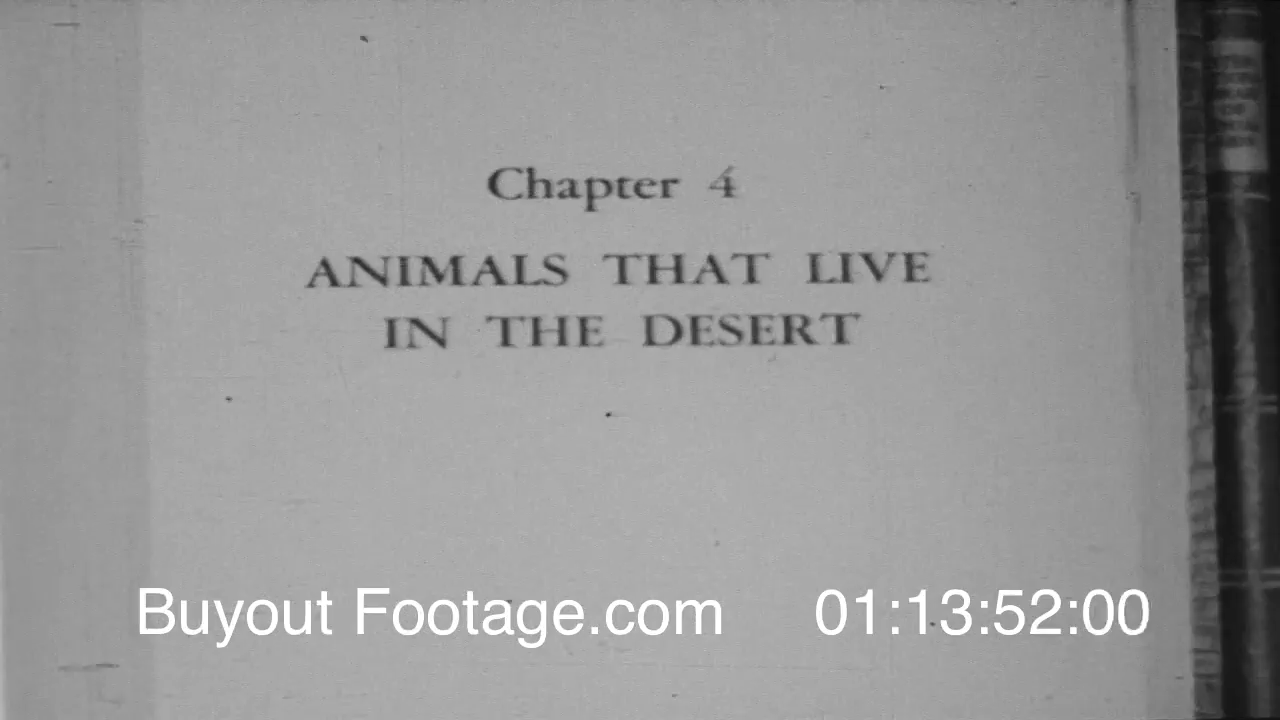 Chapter 4
ANIMALS THAT LIVE
IN THE DESERT
Buyout Footage.com 01:13:52:00